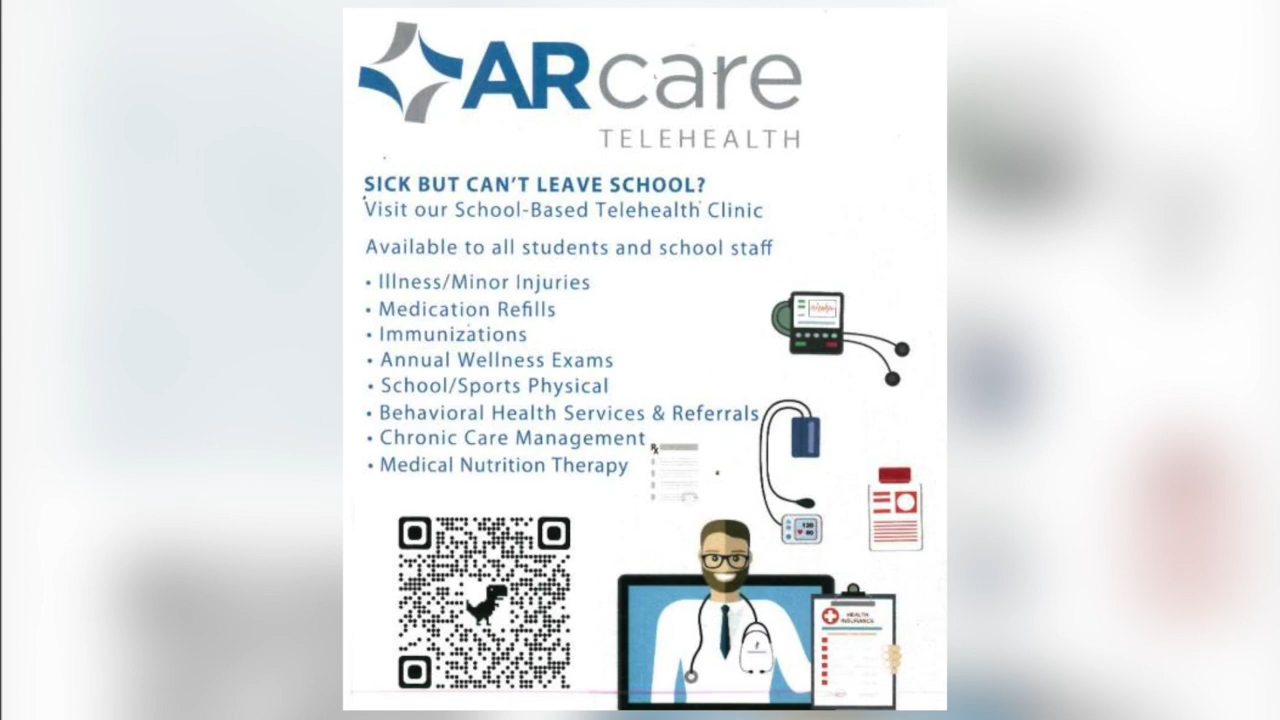 ARcare
TELEHEALTH
SICK BUT CAN'T LEAVE SCHOOL?
Visit our School-Based Telehealth Clinic
Available to all students and school staff
• Illness/Minor Injuries
• Medication Refills
• Immunizations
• Annual Wellness Exams
• School/Sports Physical
• Behavioral Health Services & Referrals
• Chronic Care Management
• Medical Nutrition Therapy
Rx
120
HEALTH
INSURANCE